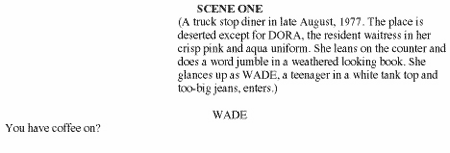 SCENE ONE
(A truck stop diner in late August, 1977. The place is
deserted except for DORA, the resident waitress in her
crisp pink and aqua uniform. She leans on the counter and
does a word jumble in a weathered looking book. She
glances up as WADE, a teenager in a white tank top and
too-big jeans, enters.)
WADE
You have coffee on?